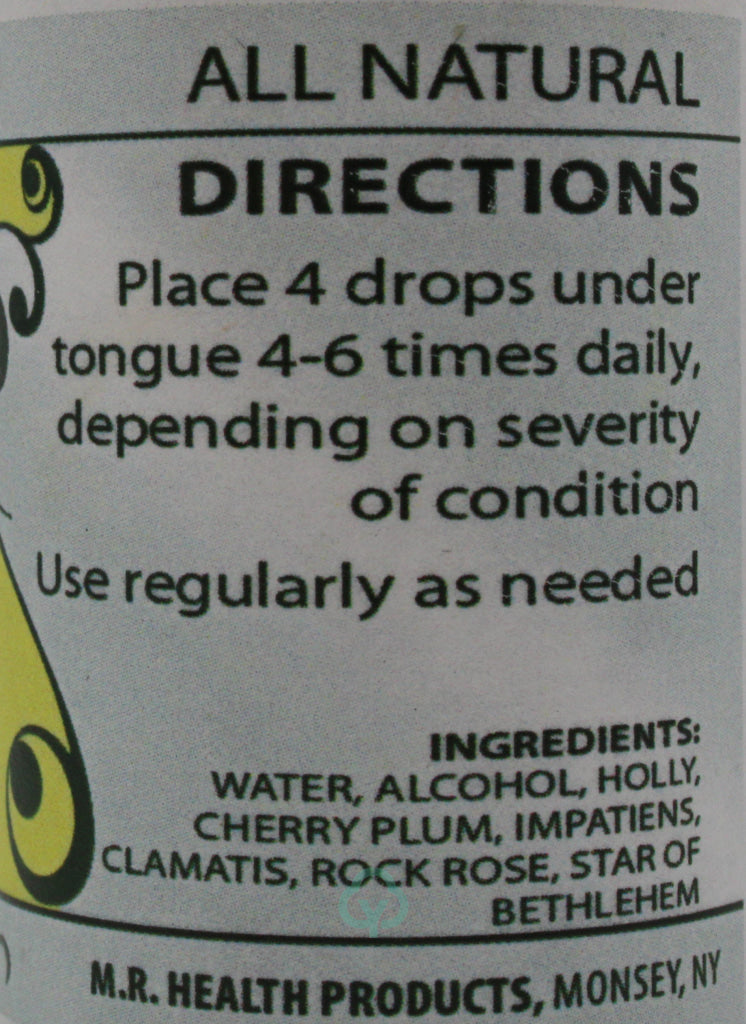 ALL NATURAL
DIRECTIONS
Place 4 drops under
tongue 4-6 times daily,
depending on severity
of condition
Use regularly as needed
INGREDIENTS:
WATER, ALCOHOL, HOLLY,
CHERRY PLUM, IMPATIENS,
CLAMATIS, ROCK ROSE, STAR OF
BETHLEHEM
M.R. HEALTH PRODUCTS, MONSEY, NY